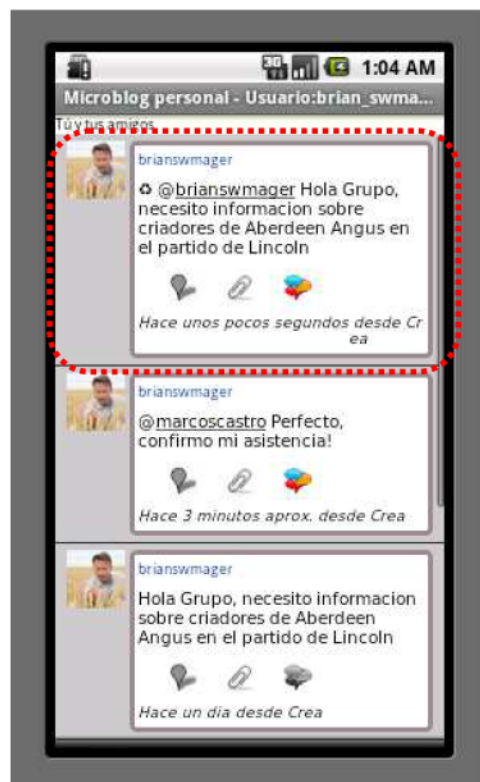 3G
1:04 AM
Microblog personal - Usuario:brian_swma...
Tú y tus amigos
brianswmager
♻ @brianswmager Hola Grupo,
necesito informacion sobre
criadores de Aberdeen Angus en
el partido de Lincoln
Hace unos pocos segundos desde Cr
ea
brianswmager
@marcoscastro Perfecto,
confirmo mi asistencia!
Hace 3 minutos aprox. desde Crea
brianswmager
Hola Grupo, necesito informacion
sobre criadores de Aberdeen
Angus en el partido de Lincoln
Hace un dia desde Crea